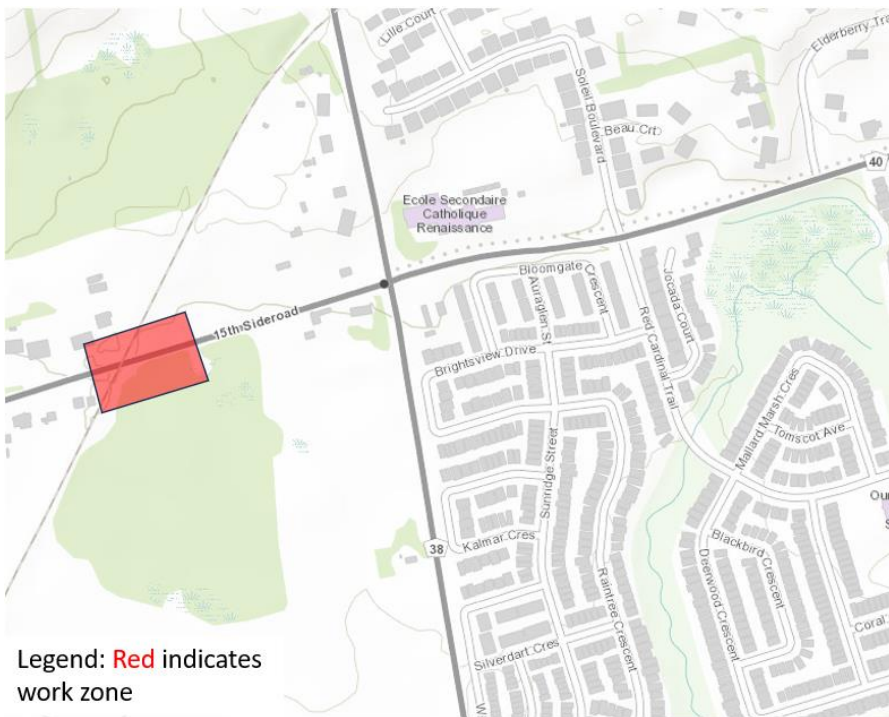 Lille Court
Elderberry Tra
Soleil Boulevard
Beau Crt
40
Ecole Secondaire
Catholique
Renaissance
Bloomgate
Crescent
Jocada Court
15th Sideroad
Auraglen St
Brightsview Drive
Red Cardinal Trail
Mallard Marsh Cres
Tomscot Ave
Sunridge Street
Ou
S
38
Kalmar Cres
Blackbird Crescent
Deerwood Crescent
Raintree Crescent
Coral
Silverdart Cres
W
Legend: Red indicates
work zone